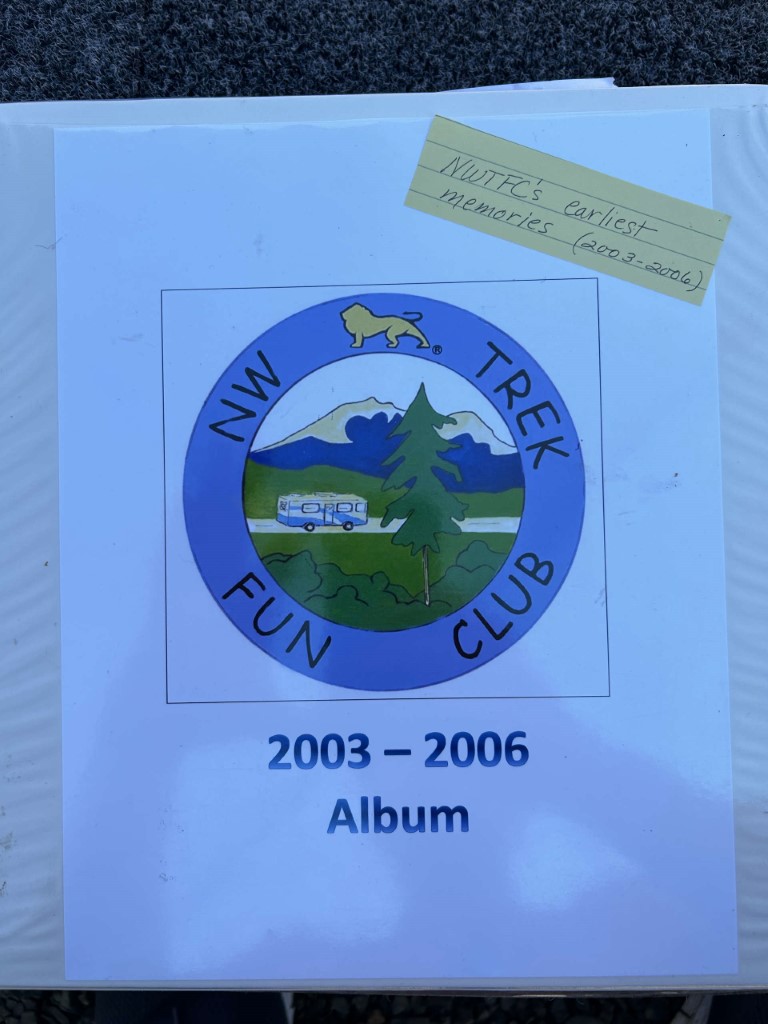 NWTFC's earliest
memories (2003-2006)
NW TREK
FUN CLUB
®
2003 – 2006
Album